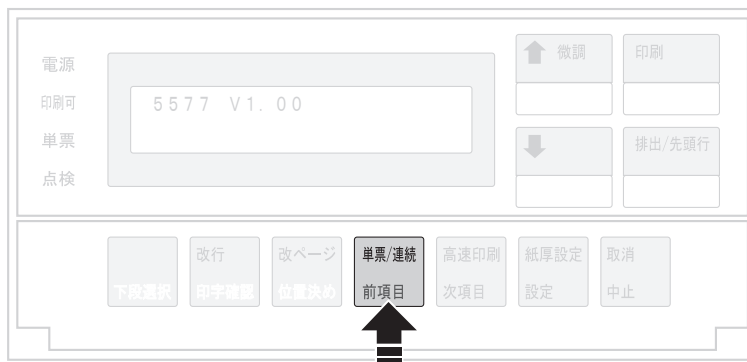 電源
印刷可
単票
点検
5577 V1.00
微調
印刷
排出/先頭行
下段選択
改行
印字確認
改ページ
位置決め
単票/連続
前項目
高速印刷
次項目
紙厚設定
設定
取消
中止